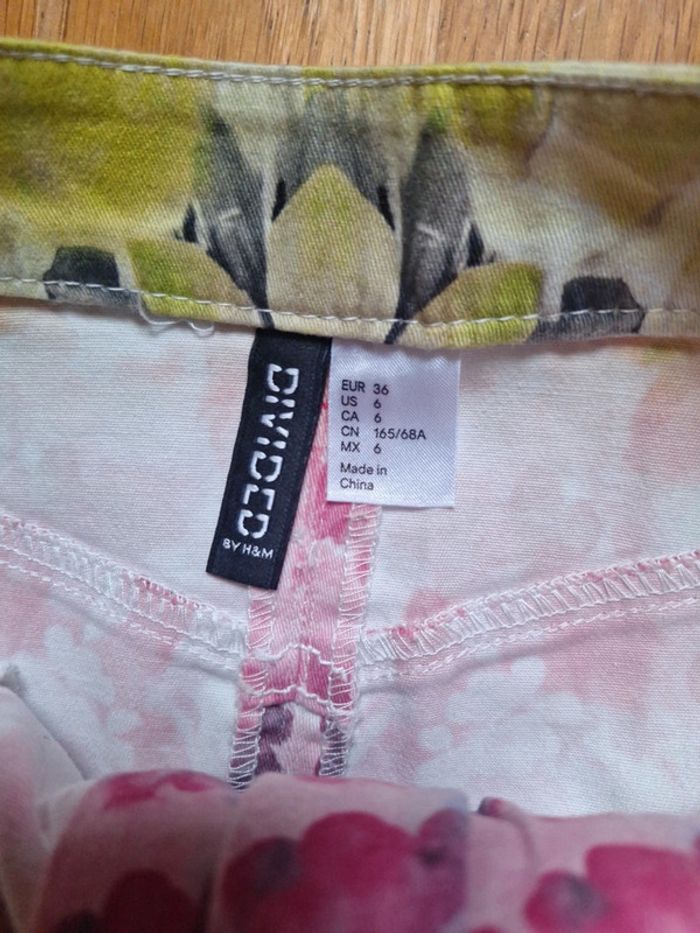 DIVIDED
BY H&M
EUR 36
US 6
CA 6
CN 165/68A
MX 6
Made in
China